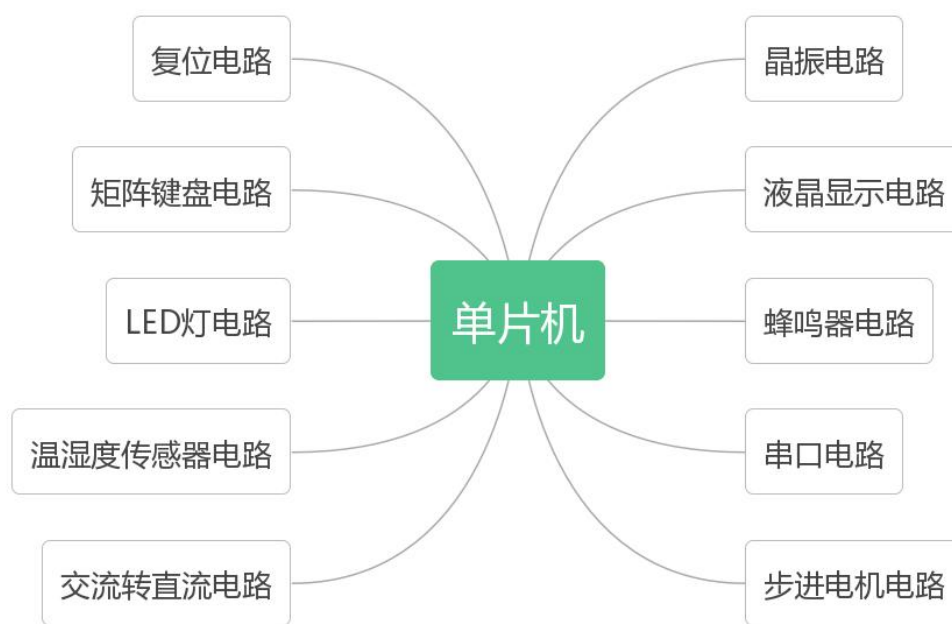 复位电路
晶振电路
矩阵键盘电路
液晶显示电路
LED灯电路
单片机
蜂鸣器电路
温湿度传感器电路
串口电路
交流转直流电路
步进电机电路